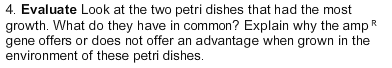 4. Evaluate Look at the two petri dishes that had the most
growth. What do they have in common? Explain why the amp ᴿ
gene offers or does not offer an advantage when grown in the
environment of these petri dishes.